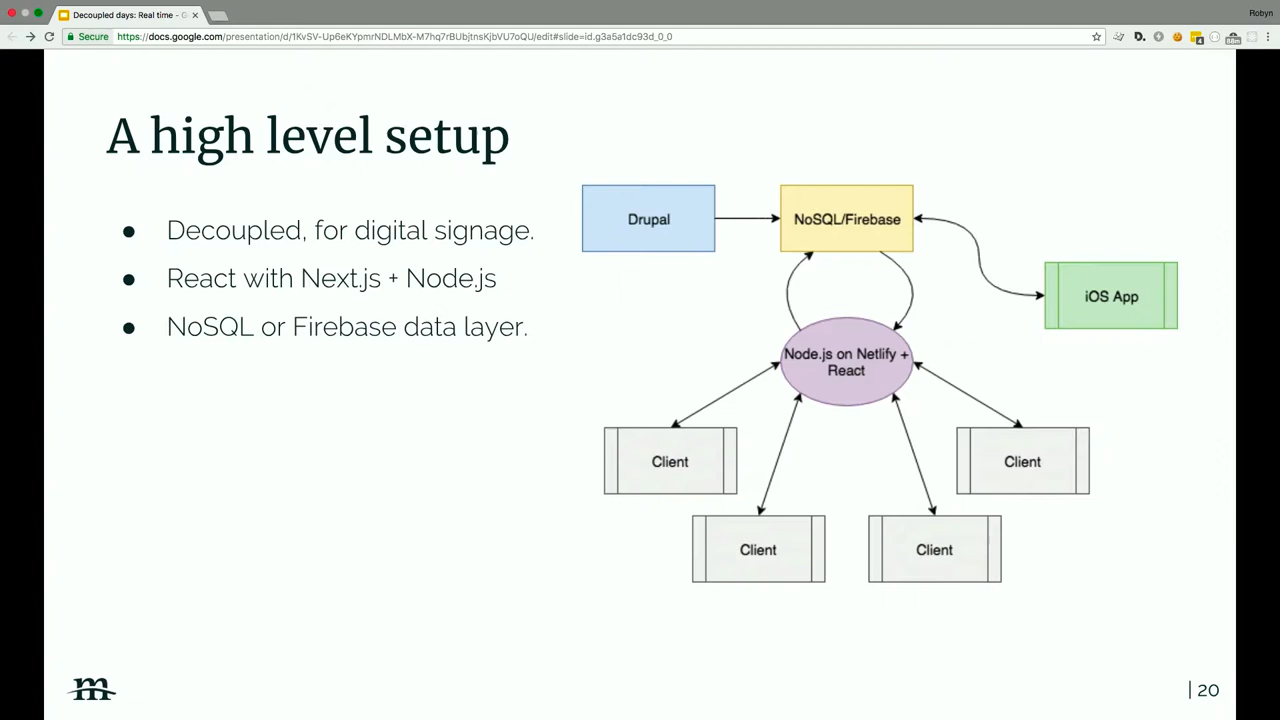 Decoupled days: Real time - G
Robyn
Secure
https://docs.google.com/presentation/d/1KvSV-Up6eKYpmrNDLMbX-M7hq7rBUbjtnsKjbVU7oQU/edit#slide=id.g3a5a1dc93d_0_0
A high level setup
● Decoupled, for digital signage.
● React with Next.js + Node.js
● NoSQL or Firebase data layer.
Drupal
NoSQL/Firebase
iOS App
Node.js on Netlify +
React
Client
Client
Client
Client
m
| 20